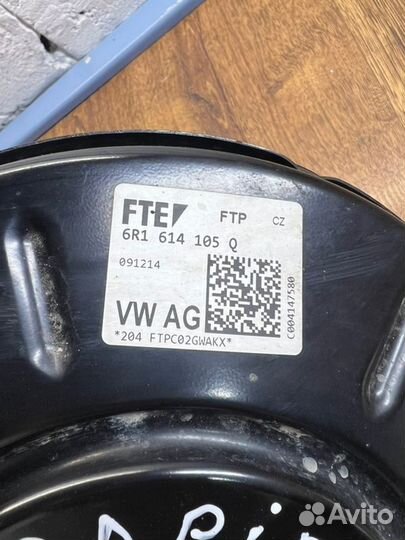 FTE FTP CZ
6R1 614 105 Q
091214
VW AG
*204 FTPC02GWAKX*
C004147580
Avito